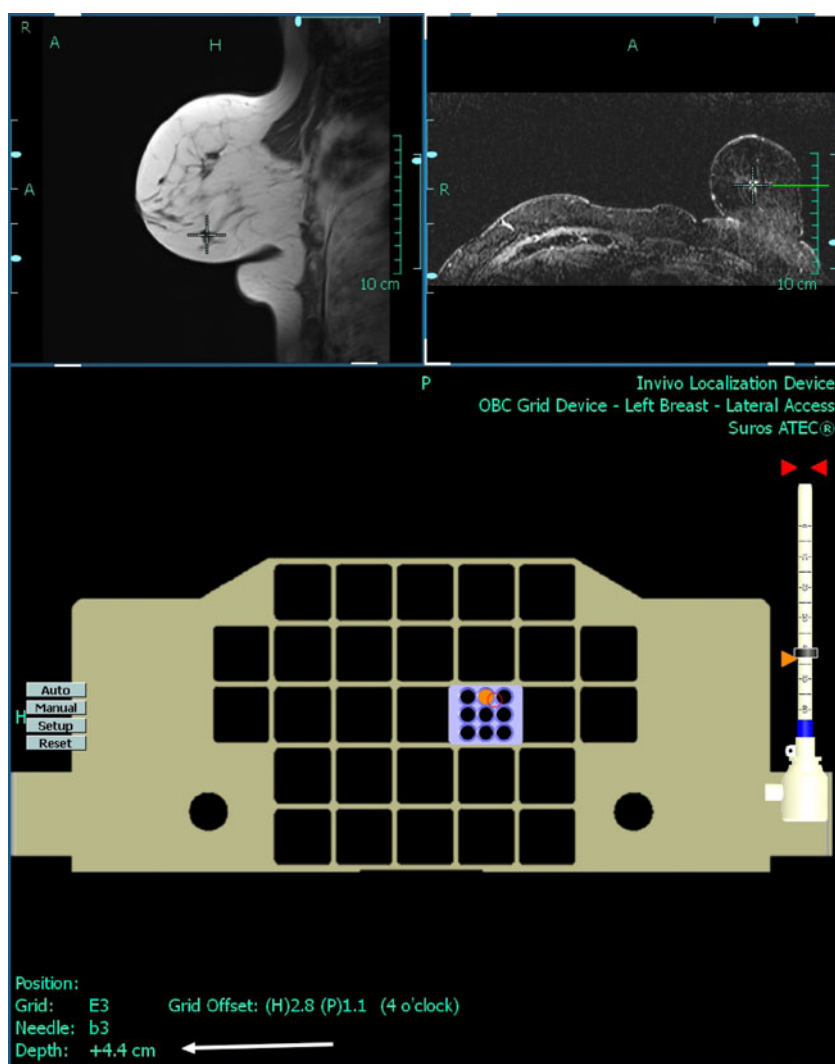 R
A
H
A
10 cm
A
R
10 cm
P
Invivo Localization Device
OBC Grid Device - Left Breast - Lateral Access
Suros ATEC®
Auto
Manual
Setup
Reset
H
Position:
Grid: E3 Grid Offset: (H)2.8 (P)1.1 (4 o'clock)
Needle: b3
Depth: +4.4 cm